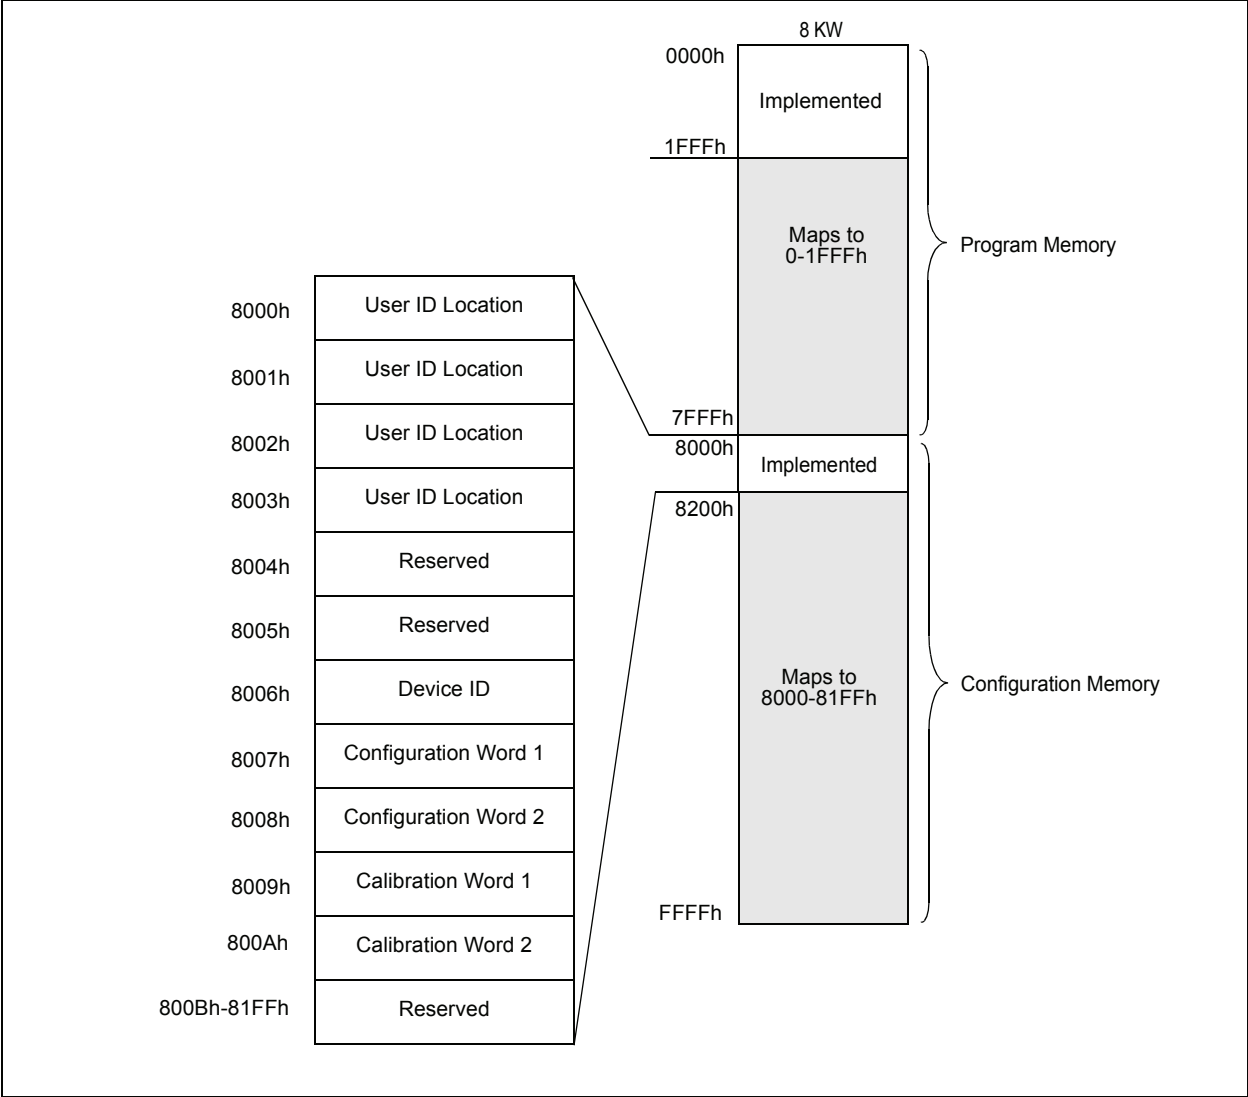 8 KW
0000h
Implemented
1FFFh
Maps to
0-1FFFh
Program Memory
7FFFh
8000h
Implemented
8200h
Maps to
8000-81FFh
Configuration Memory
FFFFh
8000h
User ID Location
8001h
User ID Location
8002h
User ID Location
8003h
User ID Location
8004h
Reserved
8005h
Reserved
8006h
Device ID
8007h
Configuration Word 1
8008h
Configuration Word 2
8009h
Calibration Word 1
800Ah
Calibration Word 2
800Bh-81FFh
Reserved